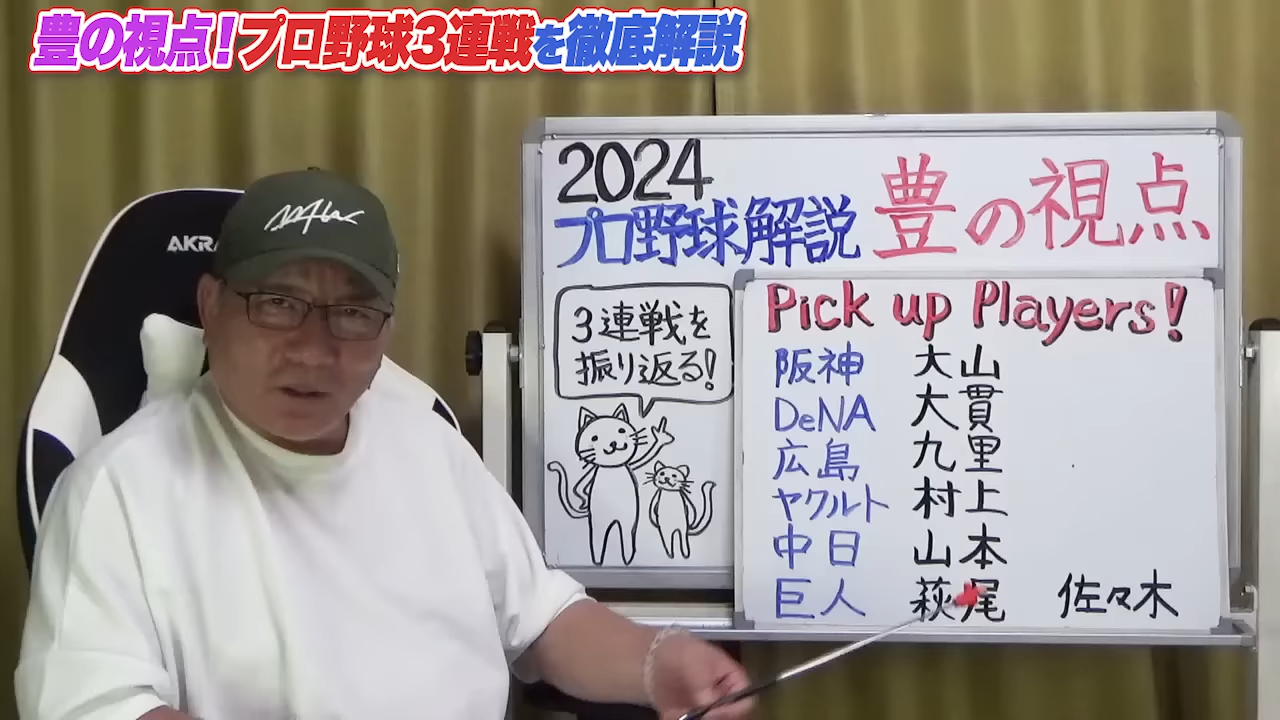 豊の視点！プロ野球３連戦を徹底解説
2024
プロ野球解説 豊の視点
3連戦を
振り返る!
Pick up Players!
阪神 大山
DeNA 大貫
広島 九里
ヤクルト 村上
中日 山本
巨人 萩尾 佐々木